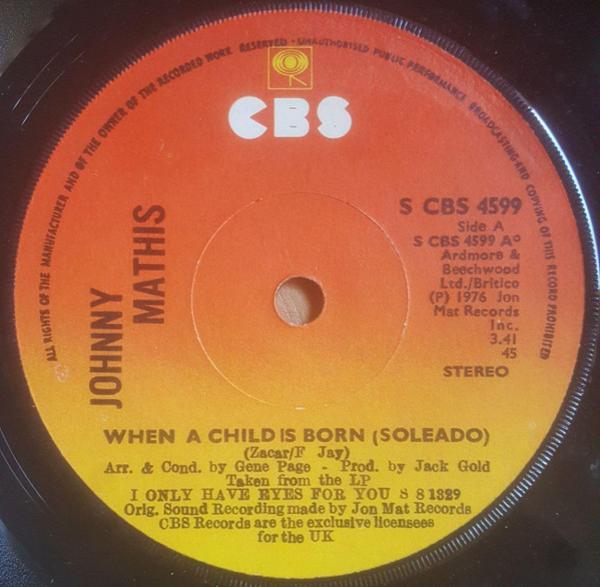 ALL RIGHTS OF THE MANUFACTURER AND OF THE OWNER OF THE RECORDED WORK RESERVED · UNAUTHORISED PUBLIC PERFORMANCE BROADCASTING AND COPYING OF THIS RECORD PROHIBITED
CBS
JOHNNY
MATHIS
S CBS 4599
Side A
S CBS 4599 A°
Ardmore &
Beechwood
Ltd./Britico
(P) 1976 Jon
Mat Records
Inc.
3.41
45
STEREO
WHEN A CHILD IS BORN (SOLEADO)
(Zacar/F Jay)
Arr. & Cond. by Gene Page - Prod. by Jack Gold
Taken from the LP
I ONLY HAVE EYES FOR YOU S 81329
Orig. Sound Recording made by Jon Mat Records
CBS Records are the exclusive licensees
for the UK